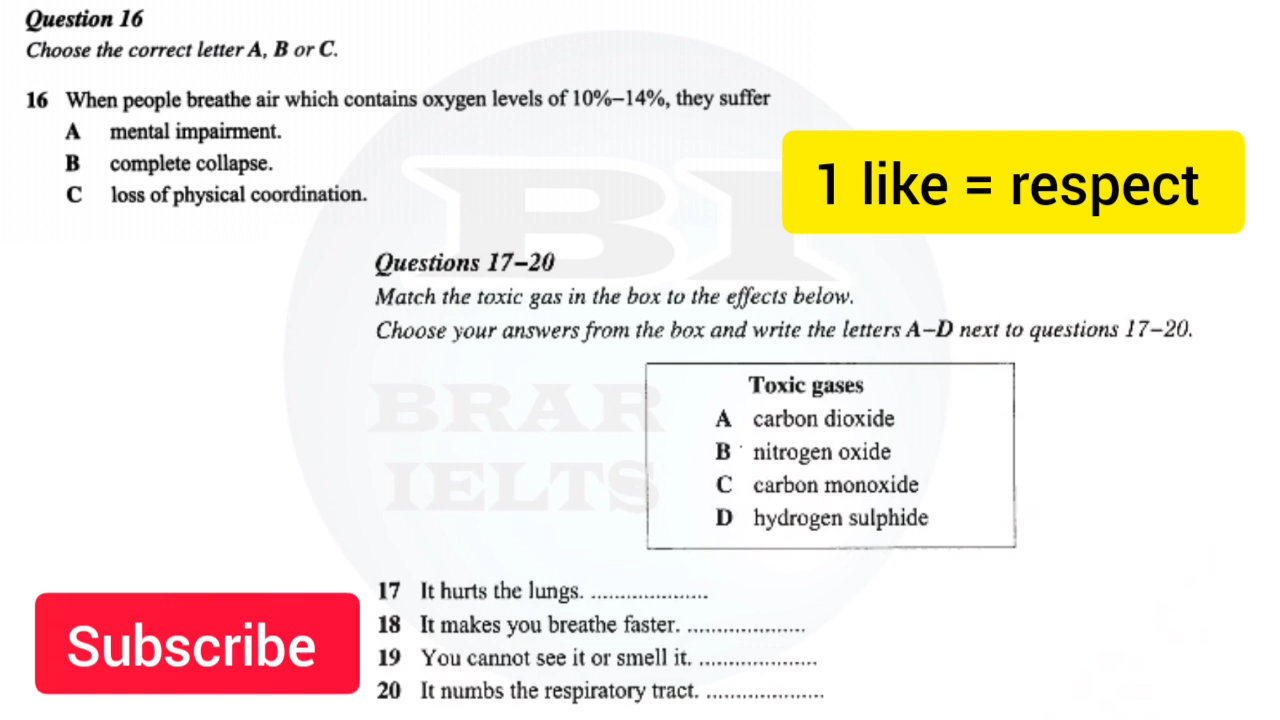 Question 16
Choose the correct letter A, B or C.
16 When people breathe air which contains oxygen levels of 10%–14%, they suffer
A mental impairment.
B complete collapse.
C loss of physical coordination.
1 like = respect
BI
Questions 17–20
Match the toxic gas in the box to the effects below.
Choose your answers from the box and write the letters A–D next to questions 17–20.
BRAR
IELTS
Toxic gases
A carbon dioxide
B nitrogen oxide
C carbon monoxide
D hydrogen sulphide
17 It hurts the lungs. ....................
18 It makes you breathe faster. ....................
19 You cannot see it or smell it. ....................
20 It numbs the respiratory tract. ....................
Subscribe